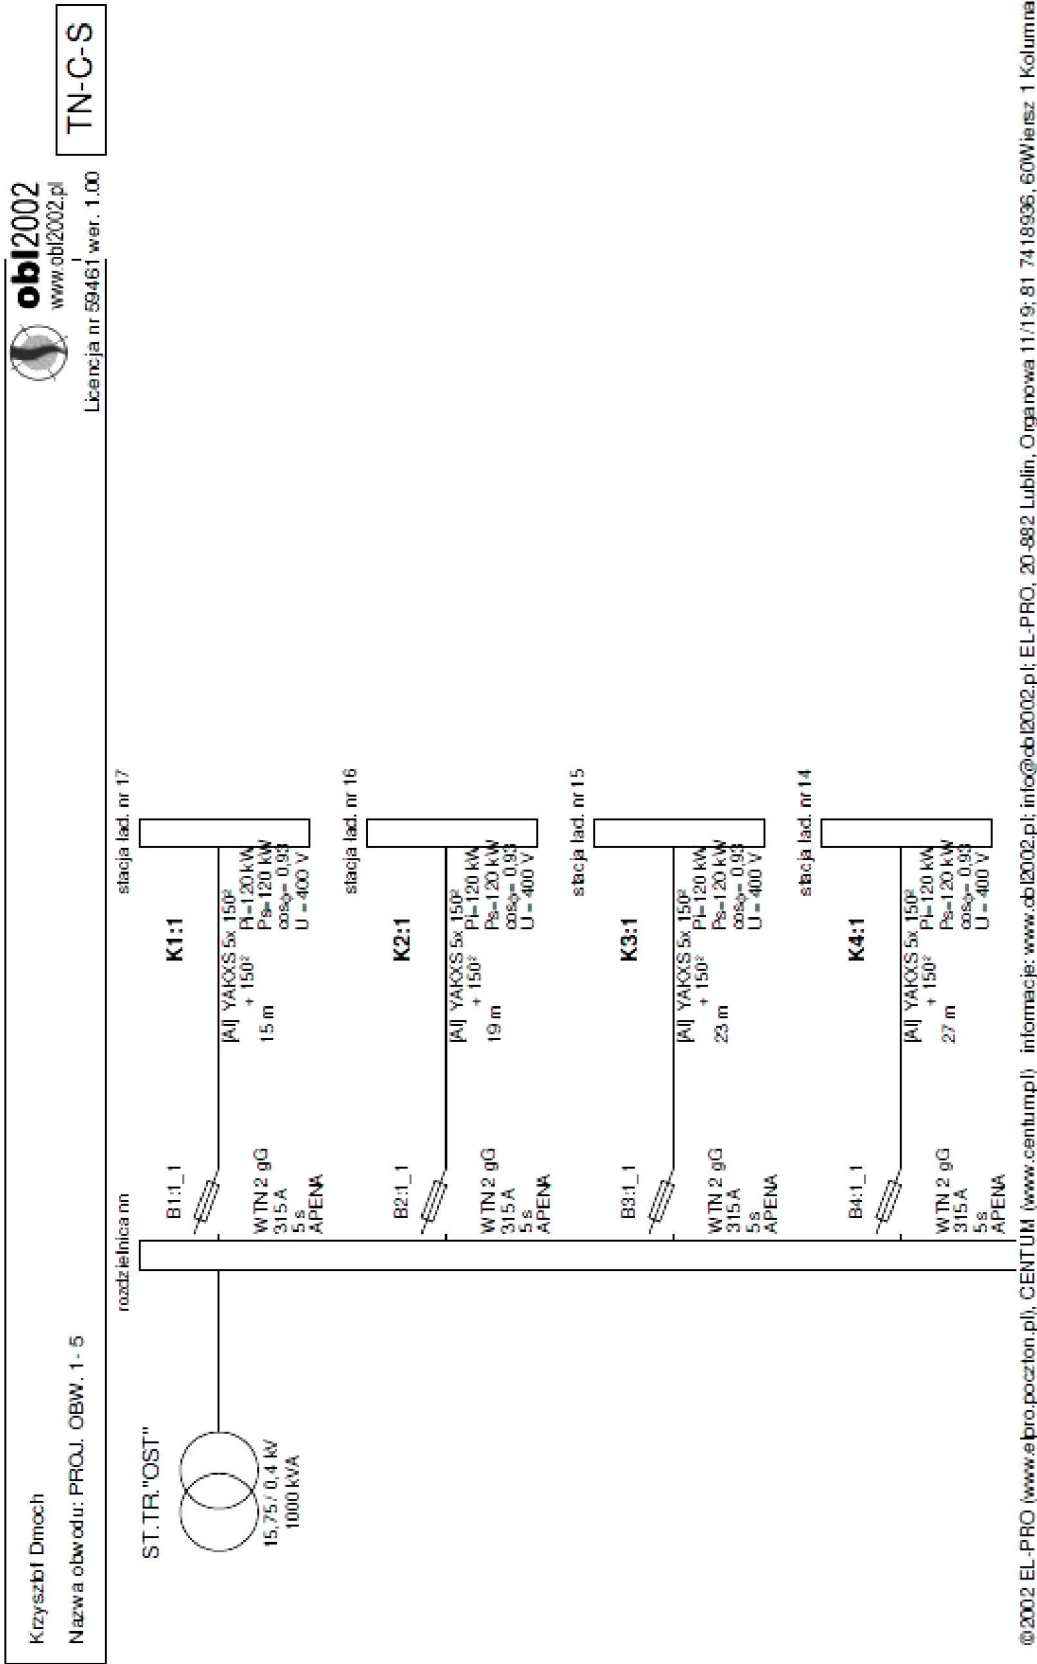 Krzysztof Dmoch
Nazwa obwodu: PROJ. OBW. 1- 5
obl2002
www.obl2002.pl
Licencja nr 59461 wer. 1.00
TN-C-S
ST.TR."OST"
15,75 / 0,4 kV
1000 kVA
rozdzielnica nn
B1:1_1
WTN 2 gG
315 A
5 s
APENA
K1:1
[Al] YAKXS 5x 150²
+ 150²
15 m
stacja ład. nr 17
Pi=120 kW
Ps=120 kW
cosφ= 0,93
U = 400 V
B2:1_1
WTN 2 gG
315 A
5 s
APENA
K2:1
[Al] YAKXS 5x 150²
+ 150²
19 m
stacja ład. nr 16
Pi=120 kW
Ps=120 kW
cosφ= 0,93
U = 400 V
B3:1_1
WTN 2 gG
315 A
5 s
APENA
K3:1
[Al] YAKXS 5x 150²
+ 150²
23 m
stacja ład. nr 15
Pi=120 kW
Ps=120 kW
cosφ= 0,93
U = 400 V
B4:1_1
WTN 2 gG
315 A
5 s
APENA
K4:1
[Al] YAKXS 5x 150²
+ 150²
27 m
stacja ład. nr 14
Pi=120 kW
Ps=120 kW
cosφ= 0,93
U = 400 V
©2002 EL-PRO (www.elpro.poczton.pl), CENTUM (www.centum.pl) informacje: www.obl2002.pl; info@obl2002.pl; EL-PRO, 20-882 Lublin, Organowa 11/19; 81 7418936, 60Wiersz 1 Kolumna